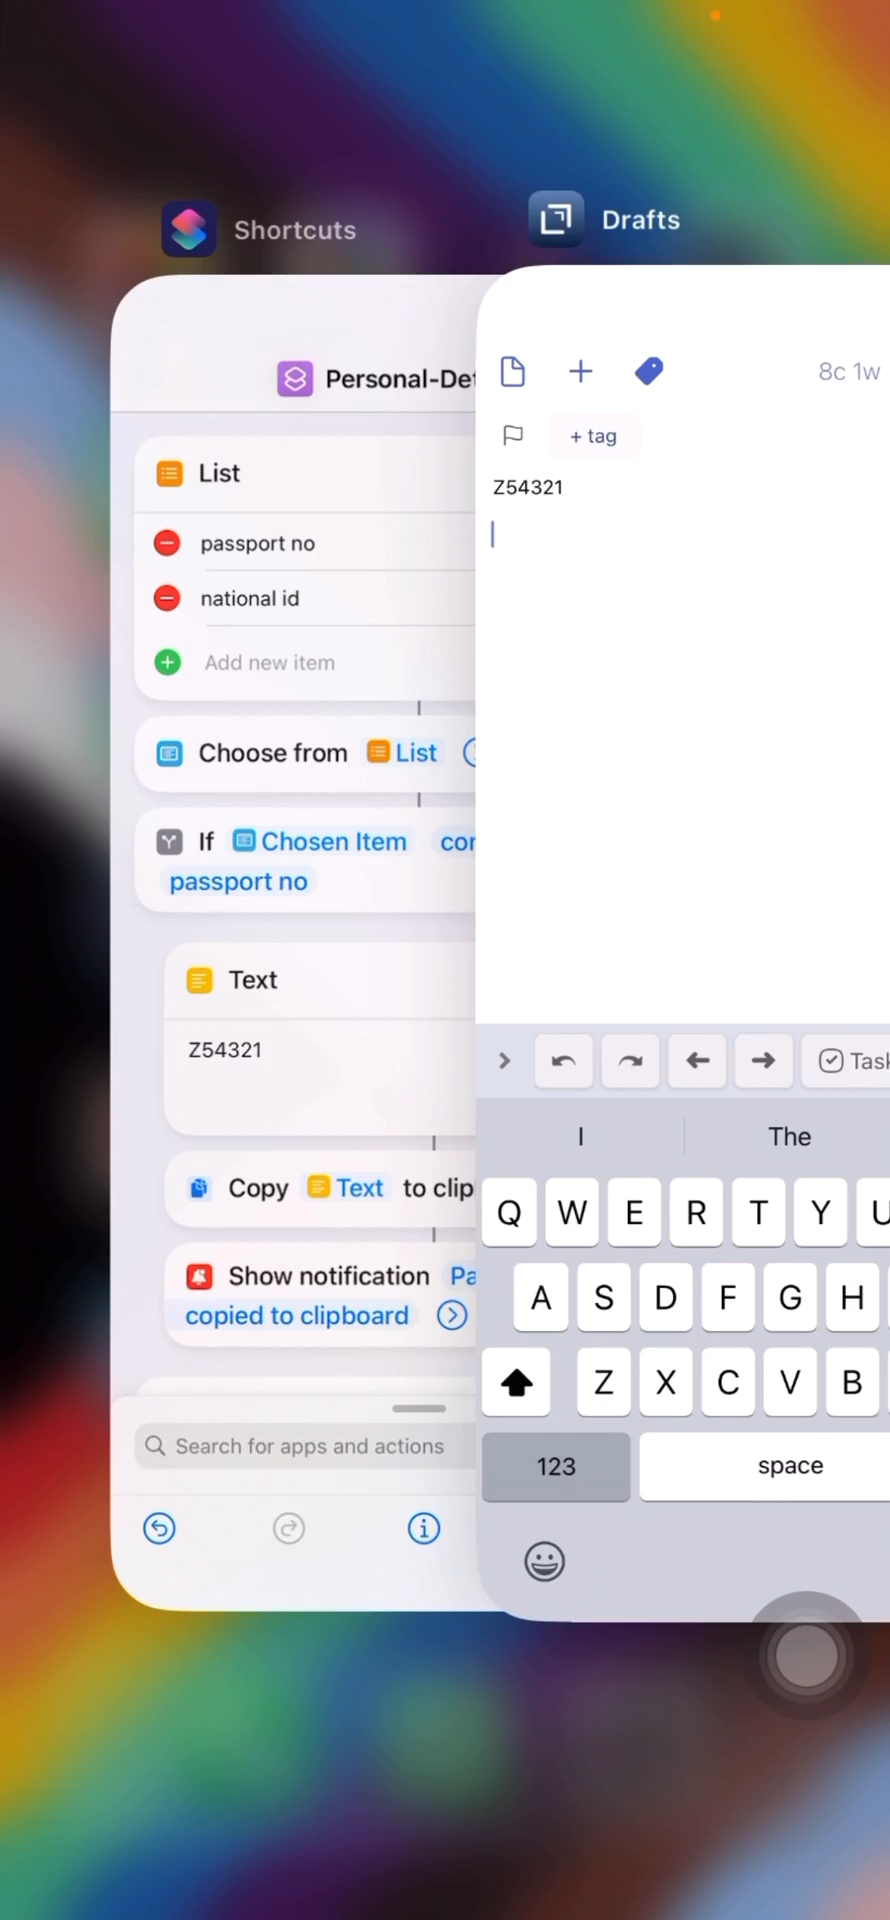 Shortcuts
Personal-De
List
passport no
national id
Add new item
Choose from List
If Chosen Item con
passport no
Text
Z54321
Copy Text to clip
Show notification Pa
copied to clipboard
Search for apps and actions
Drafts
8c 1w
+ tag
Z54321
Task
I The
Q W E R T Y U
A S D F G H
Z X C V B
123 space